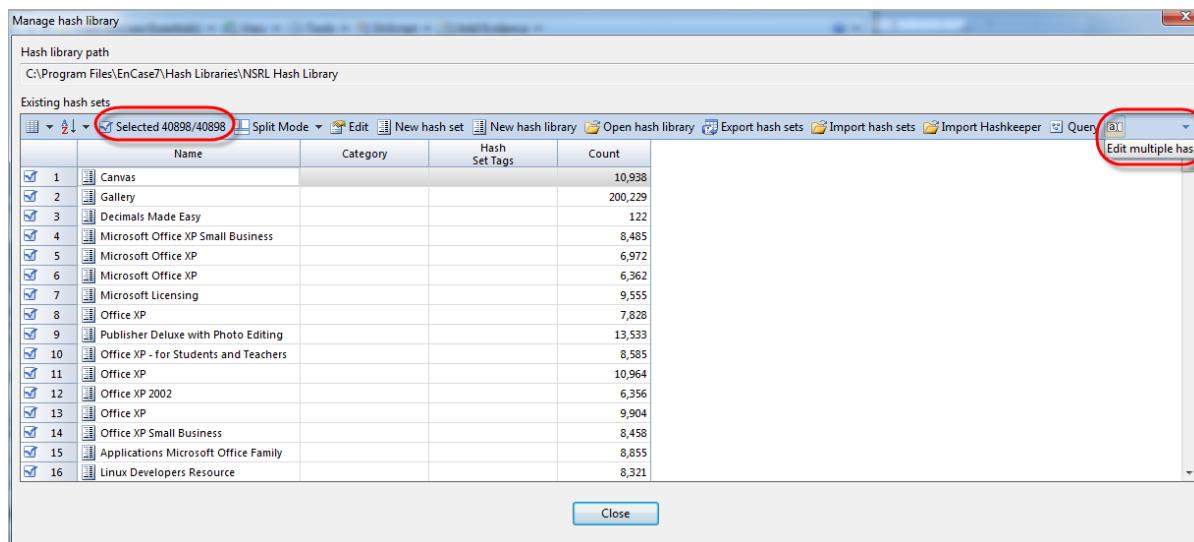 Manage hash library
Hash library path
C:\Program Files\EnCase7\Hash Libraries\NSRL Hash Library
Existing hash sets
Selected 40898/40898 Split Mode Edit New hash set New hash library Open hash library Export hash sets Import hash sets Import Hashkeeper Query
Edit multiple has
Name Category Hash Set Tags Count
1 Canvas 10,938
2 Gallery 200,229
3 Decimals Made Easy 122
4 Microsoft Office XP Small Business 8,485
5 Microsoft Office XP 6,972
6 Microsoft Office XP 6,362
7 Microsoft Licensing 9,555
8 Office XP 7,828
9 Publisher Deluxe with Photo Editing 13,533
10 Office XP - for Students and Teachers 8,585
11 Office XP 10,964
12 Office XP 2002 6,356
13 Office XP 9,904
14 Office XP Small Business 8,458
15 Applications Microsoft Office Family 8,855
16 Linux Developers Resource 8,321
Close